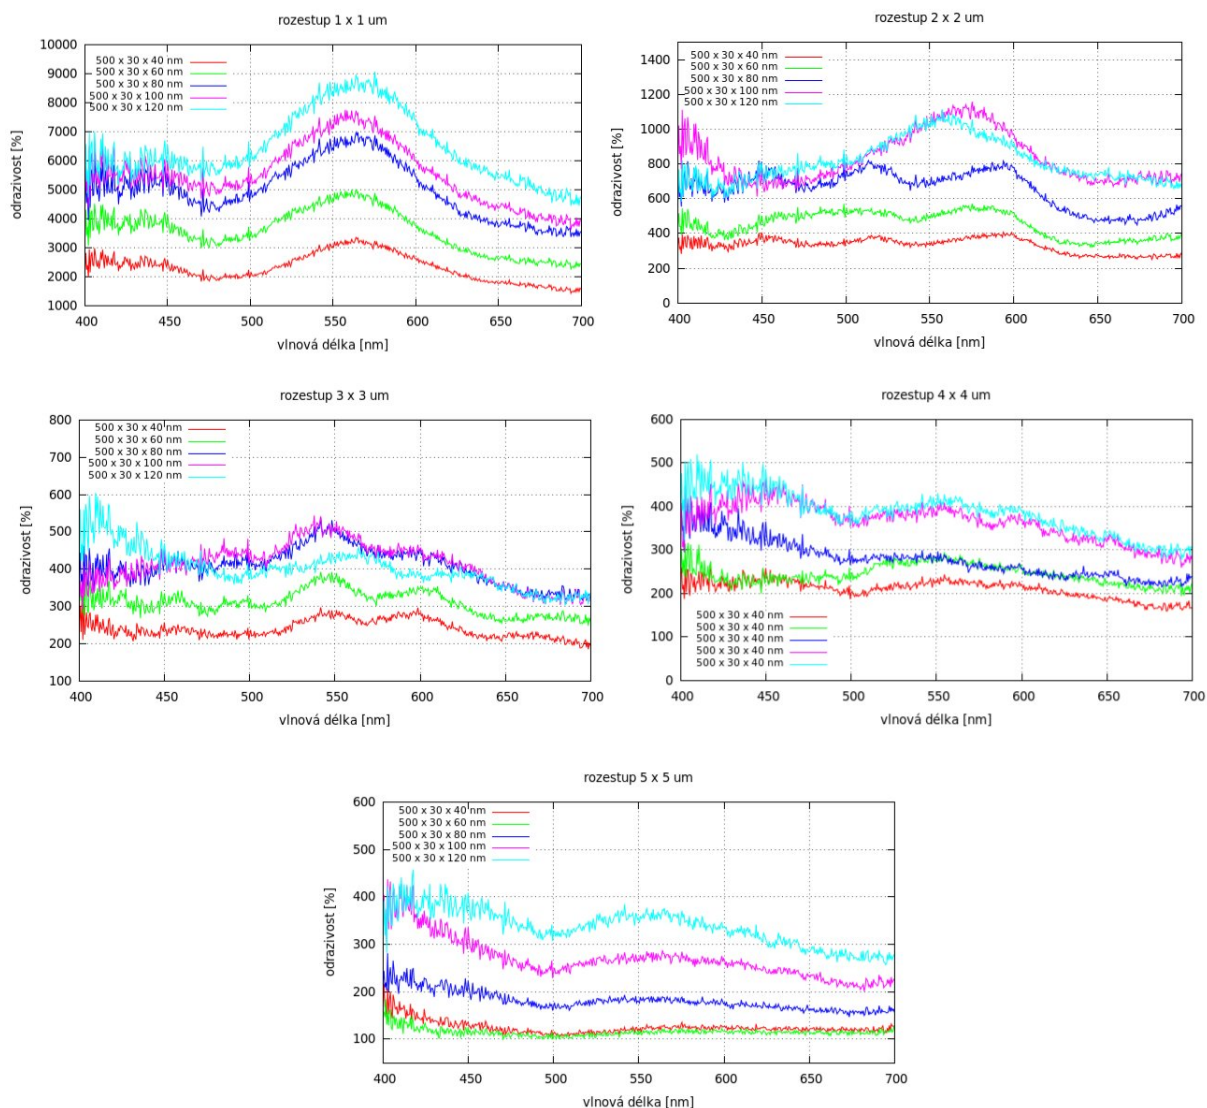 rozestup 1 x 1 um
10000
9000
8000
7000
6000
5000
4000
3000
2000
1000
odrazivost [%]
500 x 30 x 40 nm
500 x 30 x 60 nm
500 x 30 x 80 nm
500 x 30 x 100 nm
500 x 30 x 120 nm
400 450 500 550 600 650 700
vlnová délka [nm]
rozestup 2 x 2 um
1400
1200
1000
800
600
400
200
0
odrazivost [%]
500 x 30 x 40 nm
500 x 30 x 60 nm
500 x 30 x 80 nm
500 x 30 x 100 nm
500 x 30 x 120 nm
400 450 500 550 600 650 700
vlnová délka [nm]
rozestup 3 x 3 um
800
700
600
500
400
300
200
100
odrazivost [%]
500 x 30 x 40 nm
500 x 30 x 60 nm
500 x 30 x 80 nm
500 x 30 x 100 nm
500 x 30 x 120 nm
400 450 500 550 600 650 700
vlnová délka [nm]
rozestup 4 x 4 um
600
500
400
300
200
100
0
odrazivost [%]
500 x 30 x 40 nm
500 x 30 x 40 nm
500 x 30 x 40 nm
500 x 30 x 40 nm
500 x 30 x 40 nm
400 450 500 550 600 650 700
vlnová délka [nm]
rozestup 5 x 5 um
600
500
400
300
200
100
odrazivost [%]
500 x 30 x 40 nm
500 x 30 x 60 nm
500 x 30 x 80 nm
500 x 30 x 100 nm
500 x 30 x 120 nm
400 450 500 550 600 650 700
vlnová délka [nm]